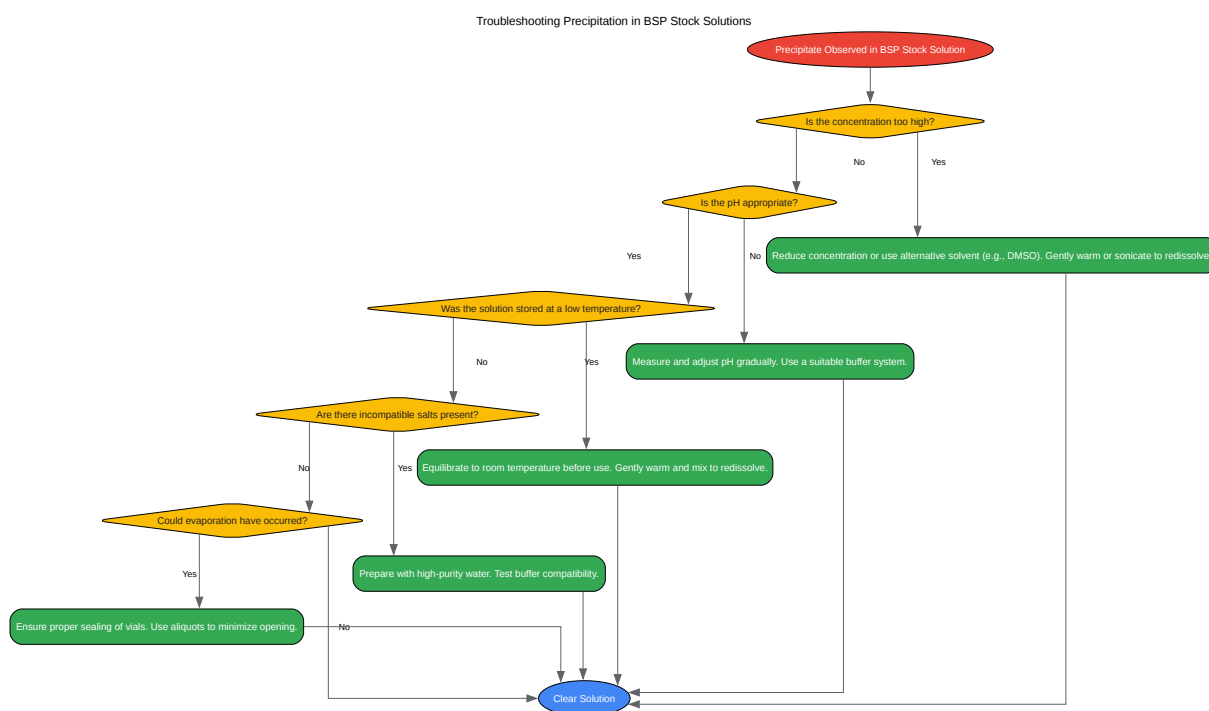 Troubleshooting Precipitation in BSP Stock Solutions
Precipitate Observed in BSP Stock Solution
Is the concentration too high?
No
Yes
Is the pH appropriate?
Yes
No
Reduce concentration or use alternative solvent (e.g., DMSO). Gently warm or sonicate to redissolve
Was the solution stored at a low temperature?
No
Yes
Measure and adjust pH gradually. Use a suitable buffer system.
Are there incompatible salts present?
No
Yes
Equilibrate to room temperature before use. Gently warm and mix to redissolve.
Could evaporation have occurred?
Yes
Prepare with high-purity water. Test buffer compatibility.
Ensure proper sealing of vials. Use aliquots to minimize opening.
No
Clear Solution